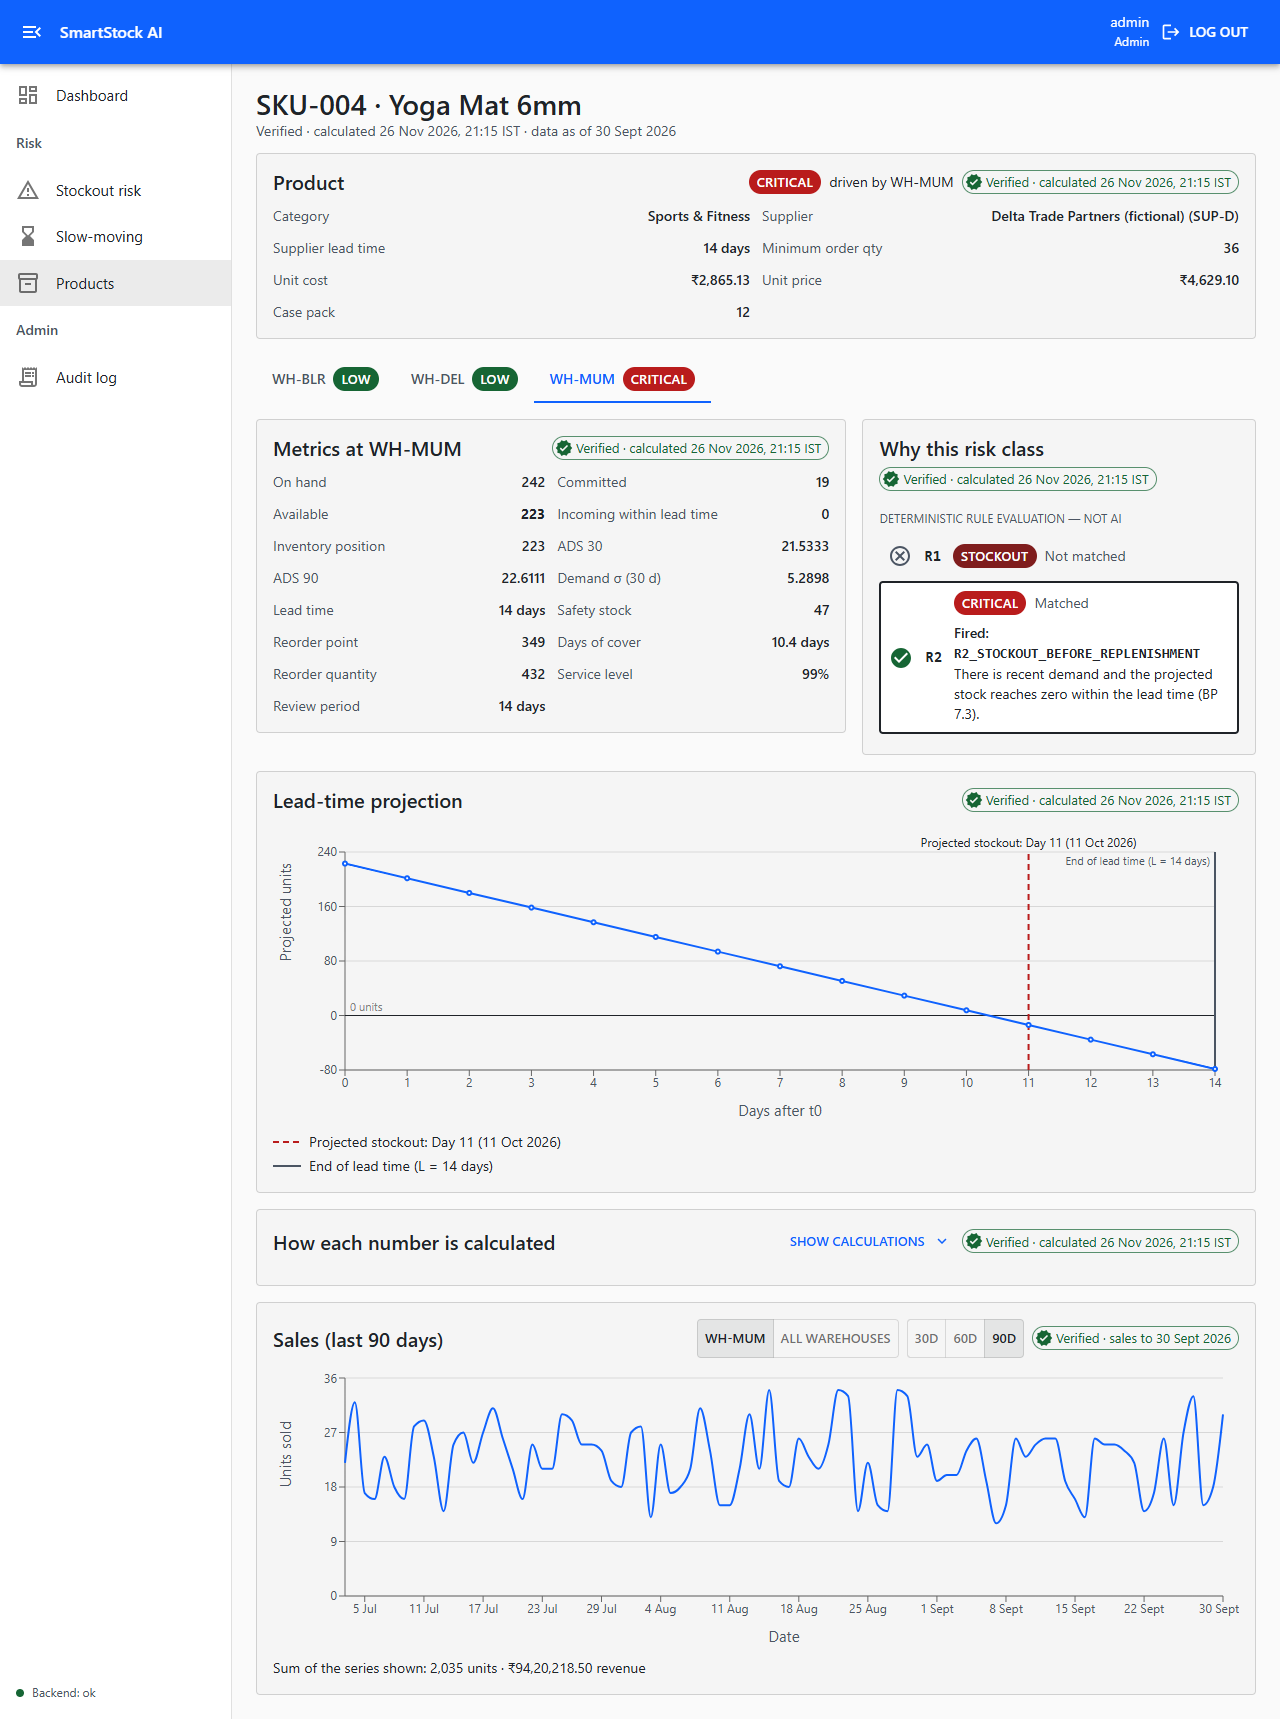 SmartStock AI
admin
Admin
LOG OUT
Dashboard
Risk
Stockout risk
Slow-moving
Products
Admin
Audit log
Backend: ok
SKU-004 · Yoga Mat 6mm
Verified · calculated 26 Nov 2026, 21:15 IST · data as of 30 Sept 2026
Product
CRITICAL driven by WH-MUM Verified · calculated 26 Nov 2026, 21:15 IST
Category Sports & Fitness Supplier Delta Trade Partners (fictional) (SUP-D)
Supplier lead time 14 days Minimum order qty 36
Unit cost ₹2,865.13 Unit price ₹4,629.10
Case pack 12
WH-BLR LOW WH-DEL LOW WH-MUM CRITICAL
Metrics at WH-MUM Verified · calculated 26 Nov 2026, 21:15 IST
On hand 242 Committed 19
Available 223 Incoming within lead time 0
Inventory position 223 ADS 30 21.5333
ADS 90 22.6111 Demand σ (30 d) 5.2898
Lead time 14 days Safety stock 47
Reorder point 349 Days of cover 10.4 days
Reorder quantity 432 Service level 99%
Review period 14 days
Why this risk class
Verified · calculated 26 Nov 2026, 21:15 IST
DETERMINISTIC RULE EVALUATION — NOT AI
R1 STOCKOUT Not matched
CRITICAL Matched
R2
Fired:
R2_STOCKOUT_BEFORE_REPLENISHMENT
There is recent demand and the projected
stock reaches zero within the lead time (BP
7.3).
Lead-time projection Verified · calculated 26 Nov 2026, 21:15 IST
Projected stockout: Day 11 (11 Oct 2026)
End of lead time (L = 14 days)
Projected units
240
160
80
0
-80
0 units
0 1 2 3 4 5 6 7 8 9 10 11 12 13 14
Days after t0
Projected stockout: Day 11 (11 Oct 2026)
End of lead time (L = 14 days)
How each number is calculated SHOW CALCULATIONS Verified · calculated 26 Nov 2026, 21:15 IST
Sales (last 90 days) WH-MUM ALL WAREHOUSES 30D 60D 90D Verified · sales to 30 Sept 2026
Units sold
36
27
18
9
0
5 Jul 11 Jul 17 Jul 23 Jul 29 Jul 4 Aug 11 Aug 18 Aug 25 Aug 1 Sept 8 Sept 15 Sept 22 Sept 30 Sept
Date
Sum of the series shown: 2,035 units · ₹94,20,218.50 revenue